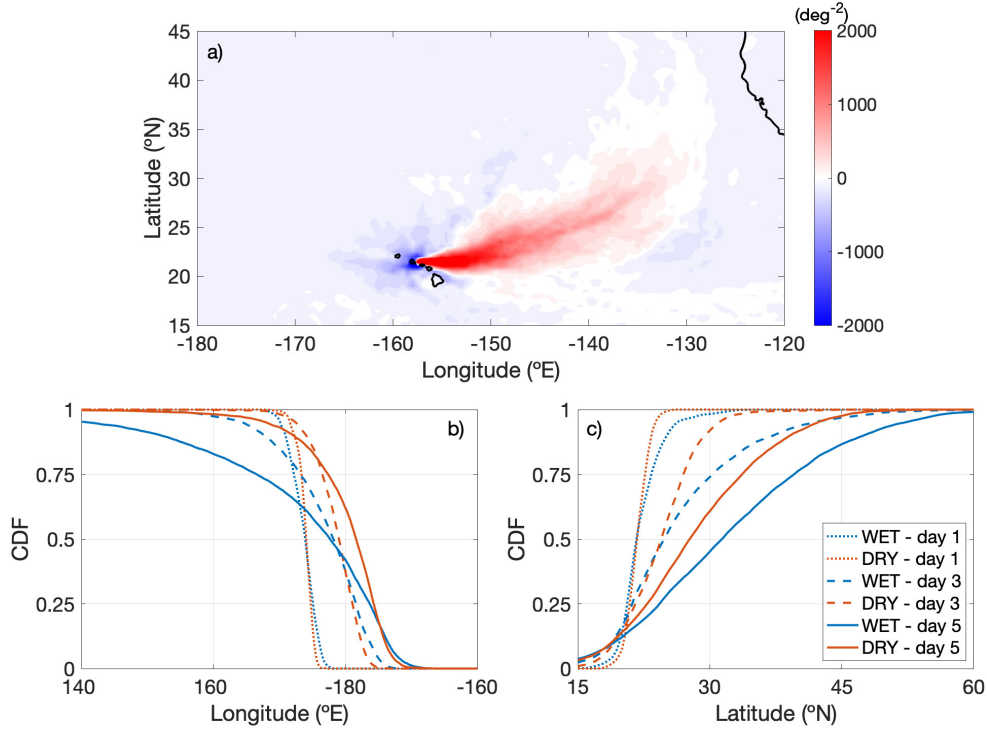 (deg-2)
a)
45
40
35
30
25
20
15
Latitude (ºN)
-180
-170
-160
-150
-140
-130
-120
Longitude (ºE)
2000
1000
0
-1000
-2000
b)
1
0.75
0.5
0.25
0
CDF
140
160
-180
-160
Longitude (ºE)
c)
1
0.75
0.5
0.25
0
CDF
15
30
45
60
Latitude (ºN)
WET - day 1
DRY - day 1
WET - day 3
DRY - day 3
WET - day 5
DRY - day 5